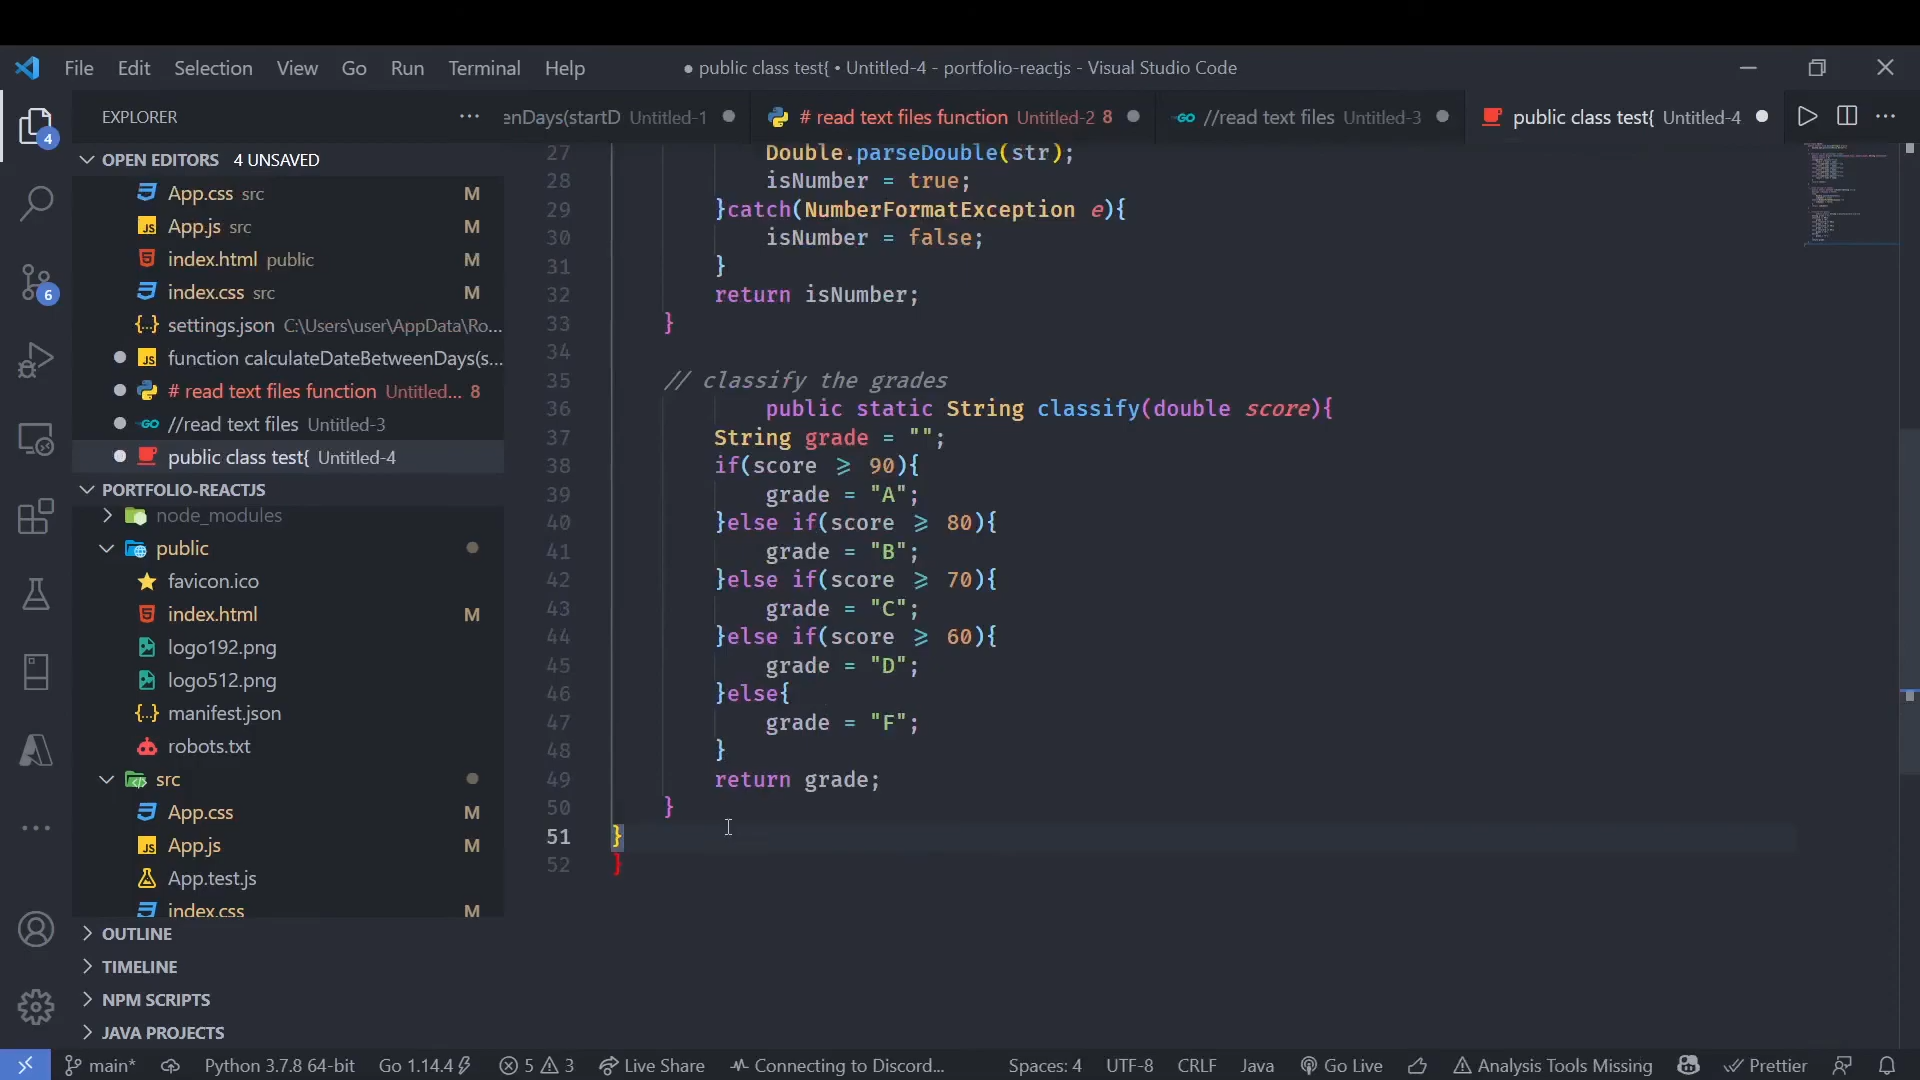 File Edit Selection View Go Run Terminal Help ● public class test{ • Untitled-4 - portfolio-reactjs - Visual Studio Code
EXPLORER ··· enDays(startD Untitled-1 # read text files function Untitled-2 8 //read text files Untitled-3 public class test{ Untitled-4
OPEN EDITORS 4 UNSAVED
App.css src M
App.js src M
index.html public M
index.css src M
settings.json C:\Users\user\AppData\Ro...
function calculateDateBetweenDays(s...
# read text files function Untitled... 8
//read text files Untitled-3
public class test{ Untitled-4
PORTFOLIO-REACTJS
node_modules
public
favicon.ico
index.html M
logo192.png
logo512.png
manifest.json
robots.txt
src
App.css M
App.js M
App.test.js
index.css M
OUTLINE
TIMELINE
NPM SCRIPTS
JAVA PROJECTS
4
6
27 Double.parseDouble(str);
28 isNumber = true;
29 }catch(NumberFormatException e){
30 isNumber = false;
31 }
32 return isNumber;
33 }
34
35 // classify the grades
36 public static String classify(double score){
37 String grade = "";
38 if(score ⩾ 90){
39 grade = "A";
40 }else if(score ⩾ 80){
41 grade = "B";
42 }else if(score ⩾ 70){
43 grade = "C";
44 }else if(score ⩾ 60){
45 grade = "D";
46 }else{
47 grade = "F";
48 }
49 return grade;
50 }
51 }
52 }
main* Python 3.7.8 64-bit Go 1.14.4 5 3 Live Share Connecting to Discord... Spaces: 4 UTF-8 CRLF Java Go Live Analysis Tools Missing Prettier